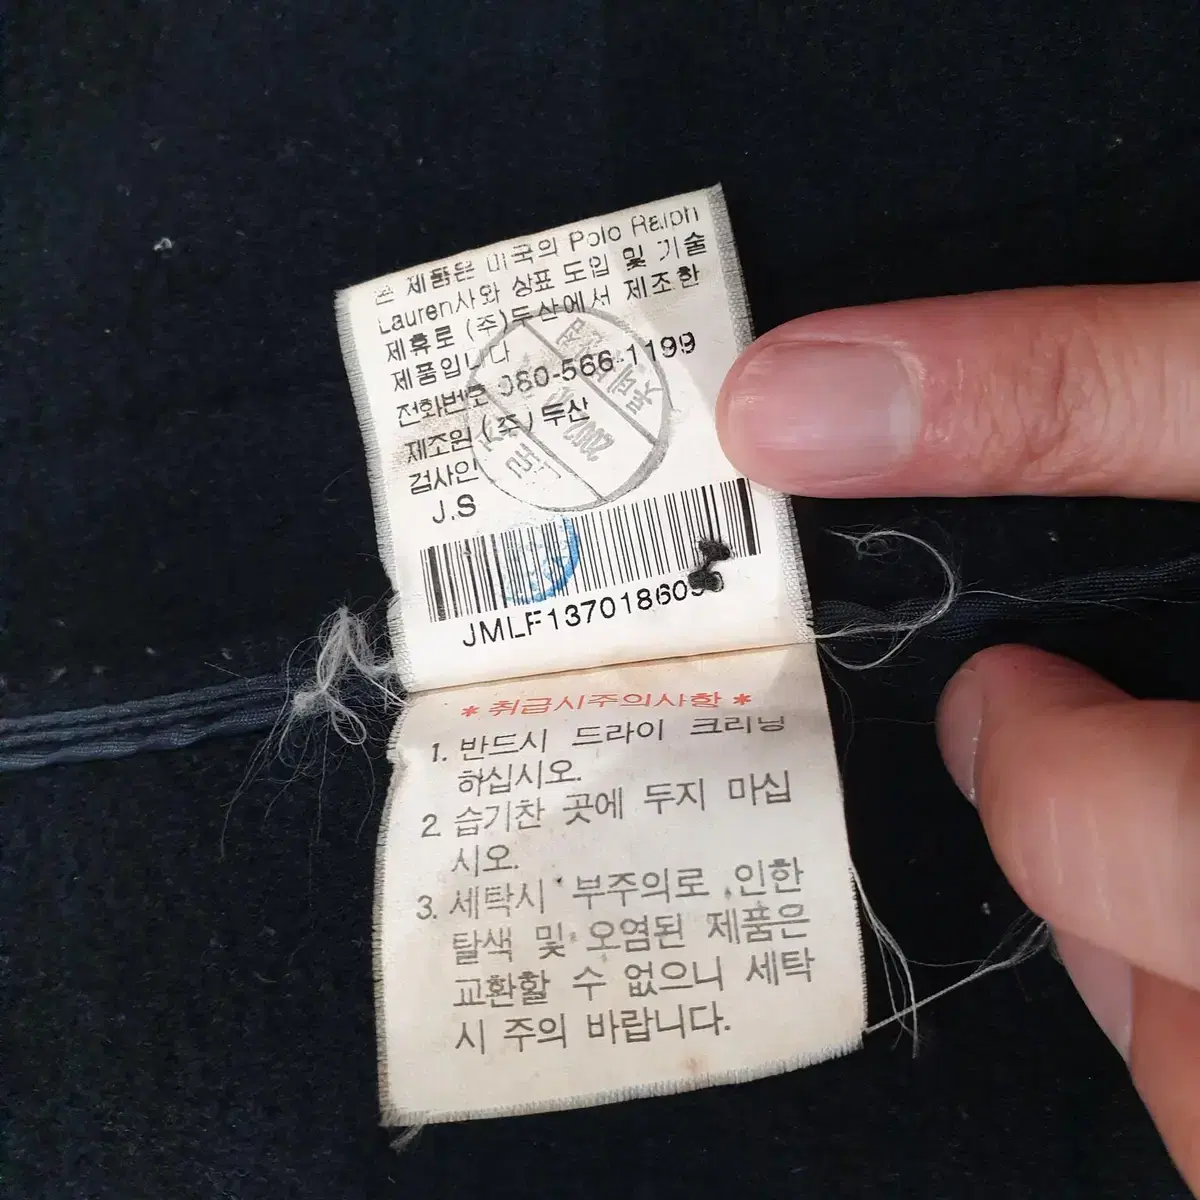 본 제품은 미국의 Polo Ralph
Lauren사와 상표 도입 및 기술
제휴로 (주)두산에서 제조한
제품입니다
전화번호 080-566-1199
제조원 (주)두산
검사인
J.S
롯데
JMLF13701860
* 취급시주의사항 *
1. 반드시 드라이 크리닝
하십시오.
2. 습기찬 곳에 두지 마십
시오.
3. 세탁시 부주의로 인한
탈색 및 오염된 제품은
교환할 수 없으니 세탁
시 주의 바랍니다.